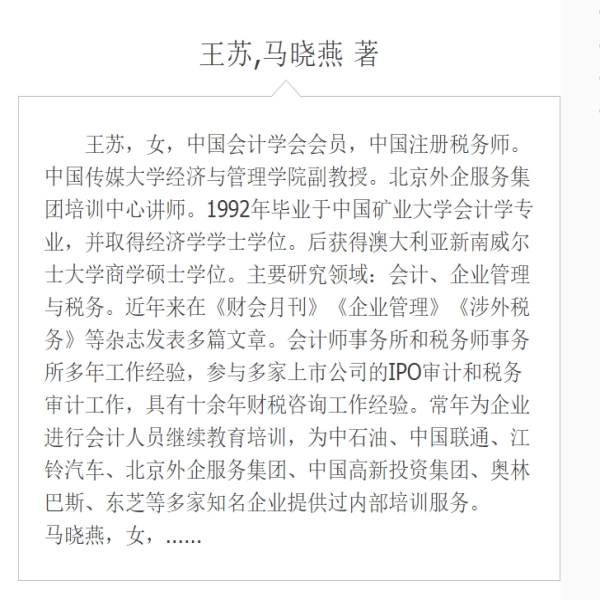 王苏,马晓燕 著
王苏，女，中国会计学会会员，中国注册税务师。
中国传媒大学经济与管理学院副教授。北京外企服务集
团培训中心讲师。1992年毕业于中国矿业大学会计学专
业，并取得经济学学士学位。后获得澳大利亚新南威尔
士大学商学硕士学位。主要研究领域：会计、企业管理
与税务。近年来在《财会月刊》《企业管理》《涉外税
务》等杂志发表多篇文章。会计师事务所和税务师事务
所多年工作经验，参与多家上市公司的IPO审计和税务
审计工作，具有十余年财税咨询工作经验。常年为企业
进行会计人员继续教育培训，为中石油、中国联通、江
铃汽车、北京外企服务集团、中国高新投资集团、奥林
巴斯、东芝等多家知名企业提供过内部培训服务。
马晓燕，女，......